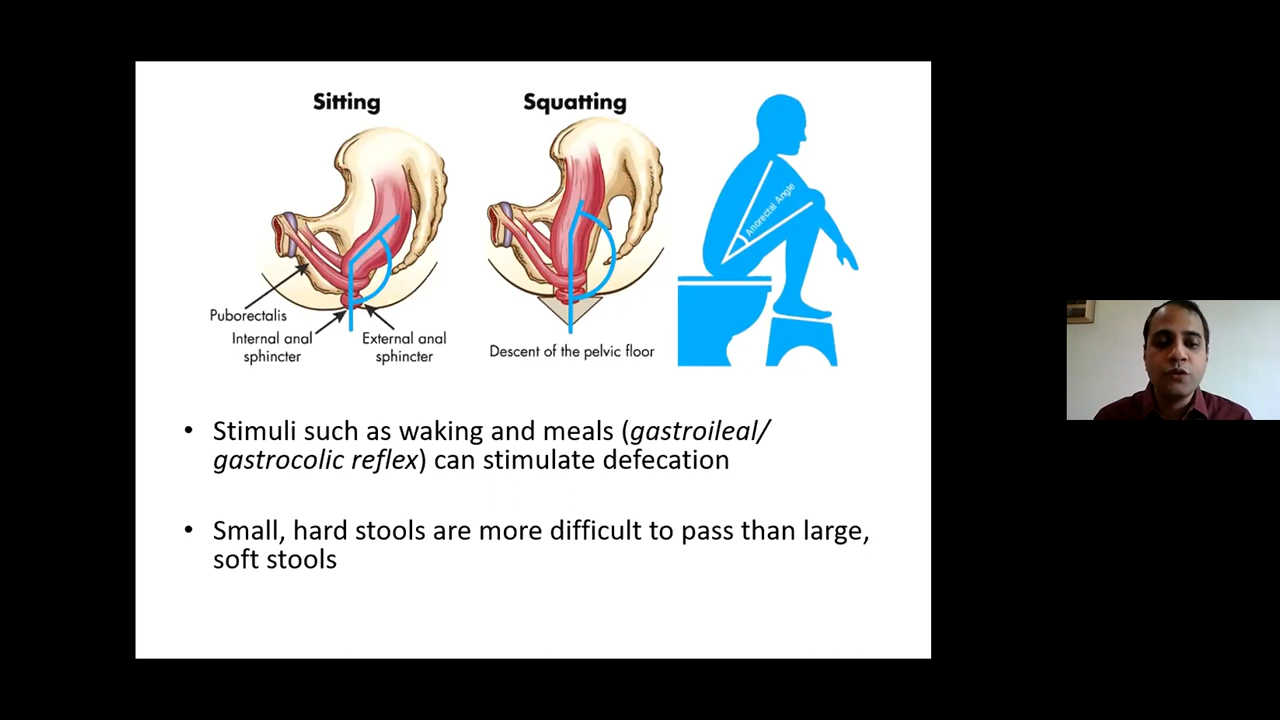 Sitting
Squatting
Puborectalis
Internal anal
sphincter
External anal
sphincter
Descent of the pelvic floor
Anorectal Angle
• Stimuli such as waking and meals (gastroileal/
gastrocolic reflex) can stimulate defecation
• Small, hard stools are more difficult to pass than large,
soft stools